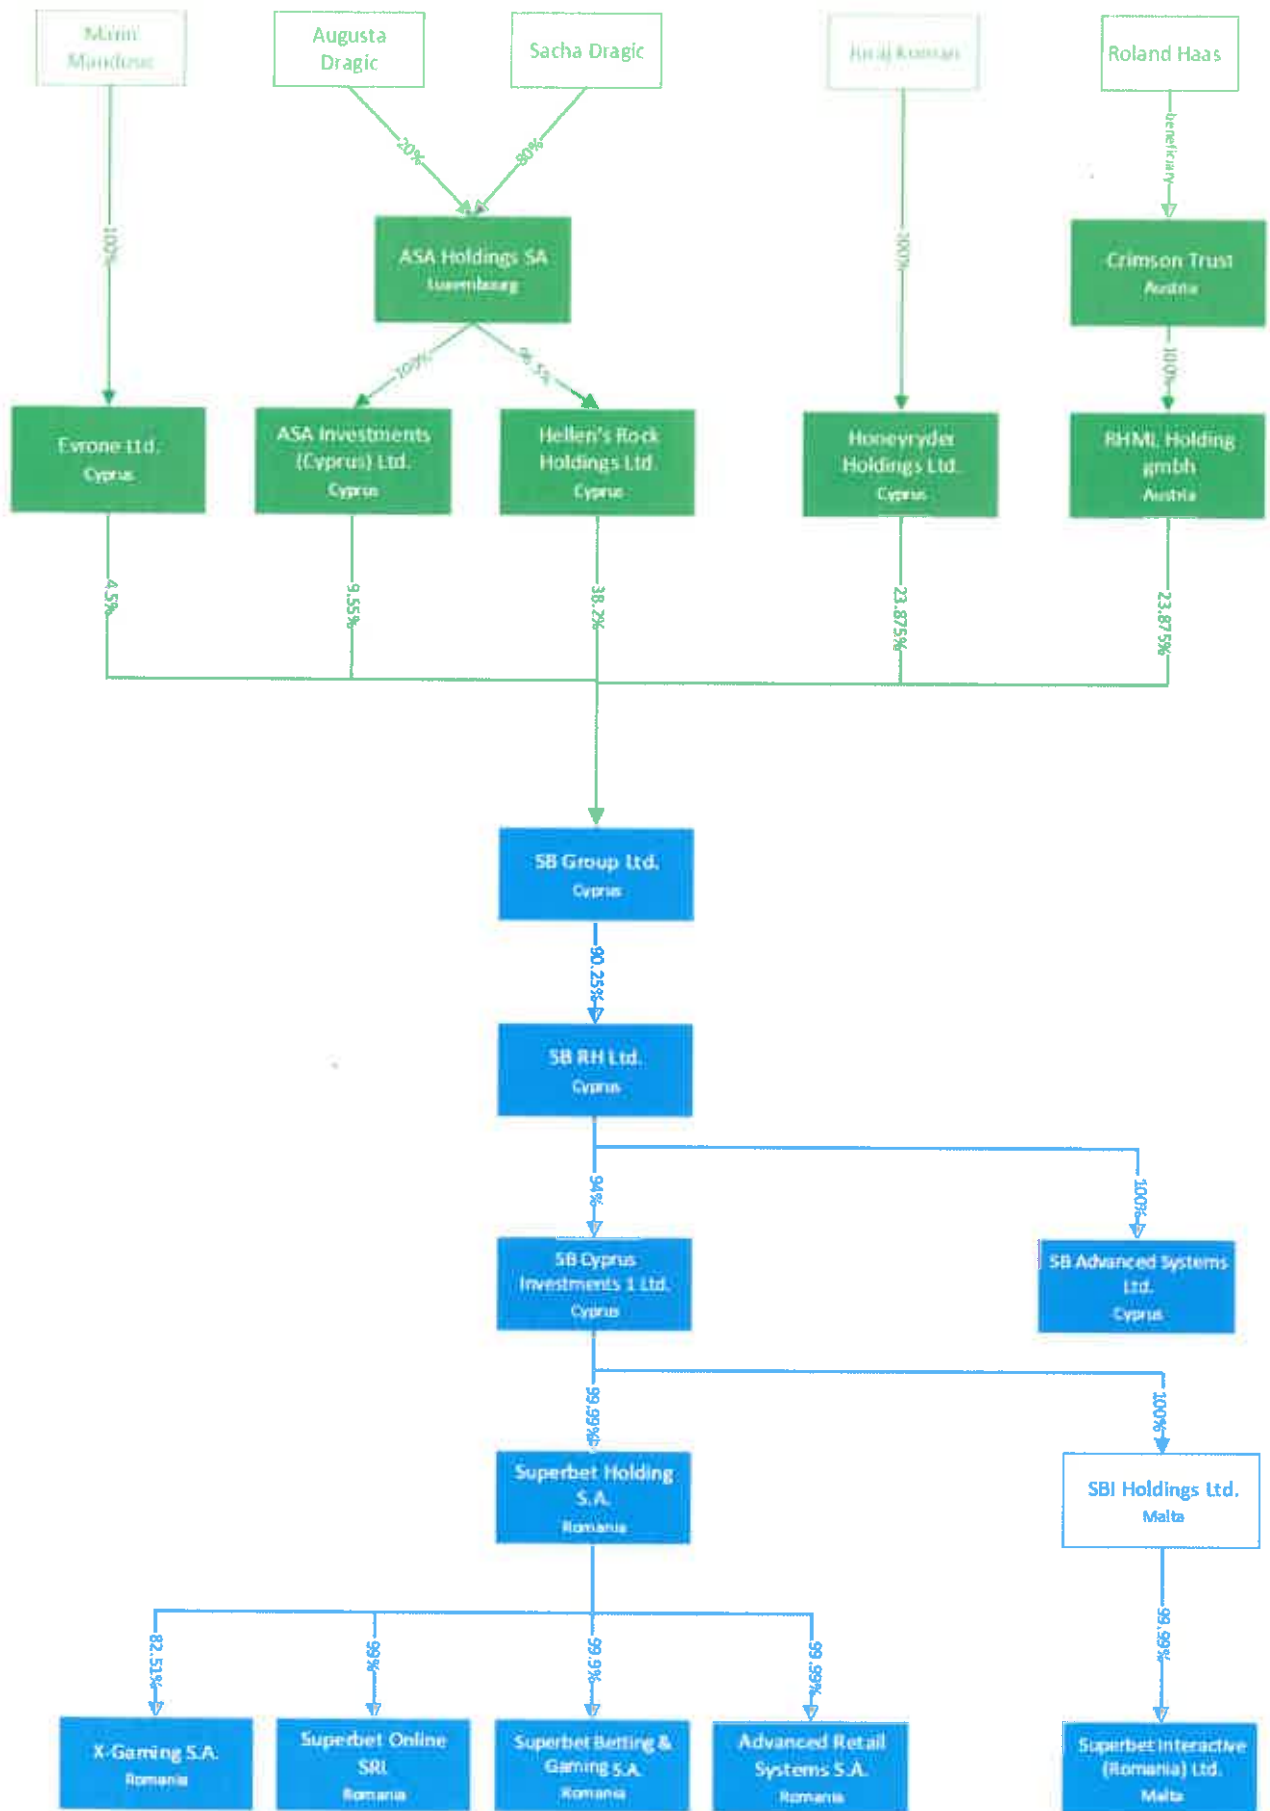 Augusta
Dragic
Sacha Dragic
Roland Haas
20%
80%
beneficiary
100%
100%
ASA Holdings SA
Luxembourg
Crimson Trust
Austria
100%
100%
Evrone Ltd.
Cyprus
ASA Investments
(Cyprus) Ltd.
Cyprus
Hellen's Rock
Holdings Ltd.
Cyprus
Honeyryder
Holdings Ltd.
Cyprus
RHML Holding
gmbh
Austria
4.5%
9.55%
38.2%
23.875%
23.875%
SB Group Ltd.
Cyprus
90.25%
SB RH Ltd.
Cyprus
94%
100%
SB Cyprus
Investments 1 Ltd.
Cyprus
SB Advanced Systems
Ltd.
Cyprus
99.99%
100%
Superbet Holding
S.A.
Romania
SBI Holdings Ltd.
Malta
82.51%
99%
99.9%
99.99%
99.99%
X-Gaming S.A.
Romania
Superbet Online
SRL
Romania
Superbet Betting &
Gaming S.A.
Romania
Advanced Retail
Systems S.A.
Romania
Superbet Interactive
(Romania) Ltd.
Malta